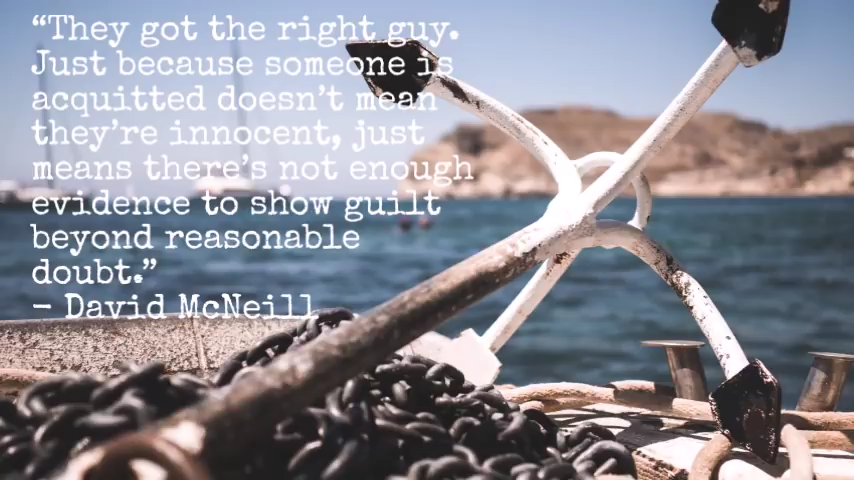 “They got the right guy.
Just because someone is
acquitted doesn’t mean
they’re innocent, just
means there’s not enough
evidence to show guilt
beyond reasonable
doubt.”
– David McNeill